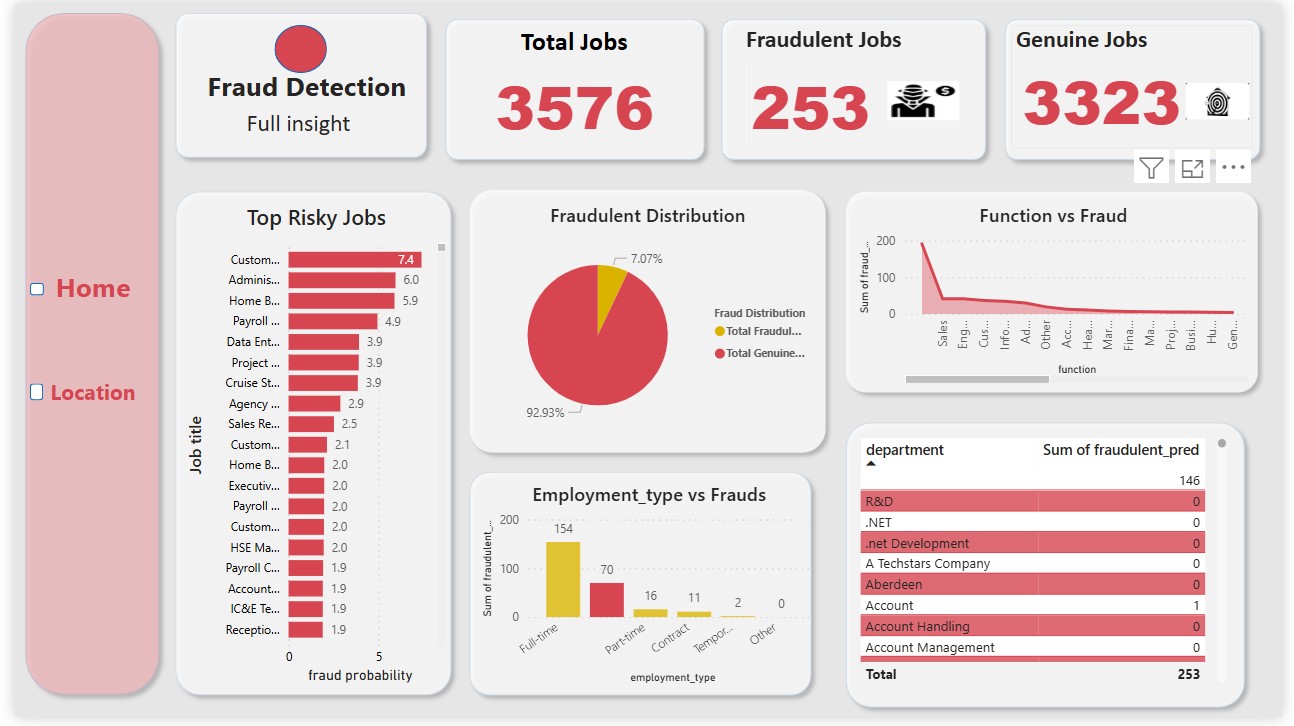 Fraud Detection
Full insight
Total Jobs
3576
Fraudulent Jobs
253
Genuine Jobs
3323
Home
Location
Top Risky Jobs
Job title
Custom... 7.4
Adminis... 6.0
Home B... 5.9
Payroll ... 4.9
Data Ent... 3.9
Project ... 3.9
Cruise St... 3.9
Agency ... 2.9
Sales Re... 2.5
Custom... 2.1
Home B... 2.0
Executiv... 2.0
Payroll ... 2.0
Custom... 2.0
HSE Ma... 2.0
Payroll C... 1.9
Account... 1.9
IC&E Te... 1.9
Receptio... 1.9
0 5
fraud probability
Fraudulent Distribution
7.07%
92.93%
Fraud Distribution
Total Fraudul...
Total Genuine...
Employment_type vs Frauds
Sum of fraudulent_...
200
100
0
154
70
16
11
2
0
Full-time
Part-time
Contract
Tempor...
Other
employment_type
Function vs Fraud
Sum of fraud_...
200
100
0
Sales
Eng...
Cus...
Info...
Ad...
Other
Acc...
Hea...
Mar...
Fina...
Ma...
Proj...
Busi...
Hu...
Gen...
function
department Sum of fraudulent_pred
146
R&D 0
.NET 0
.net Development 0
A Techstars Company 0
Aberdeen 0
Account 1
Account Handling 0
Account Management 0
Total 253